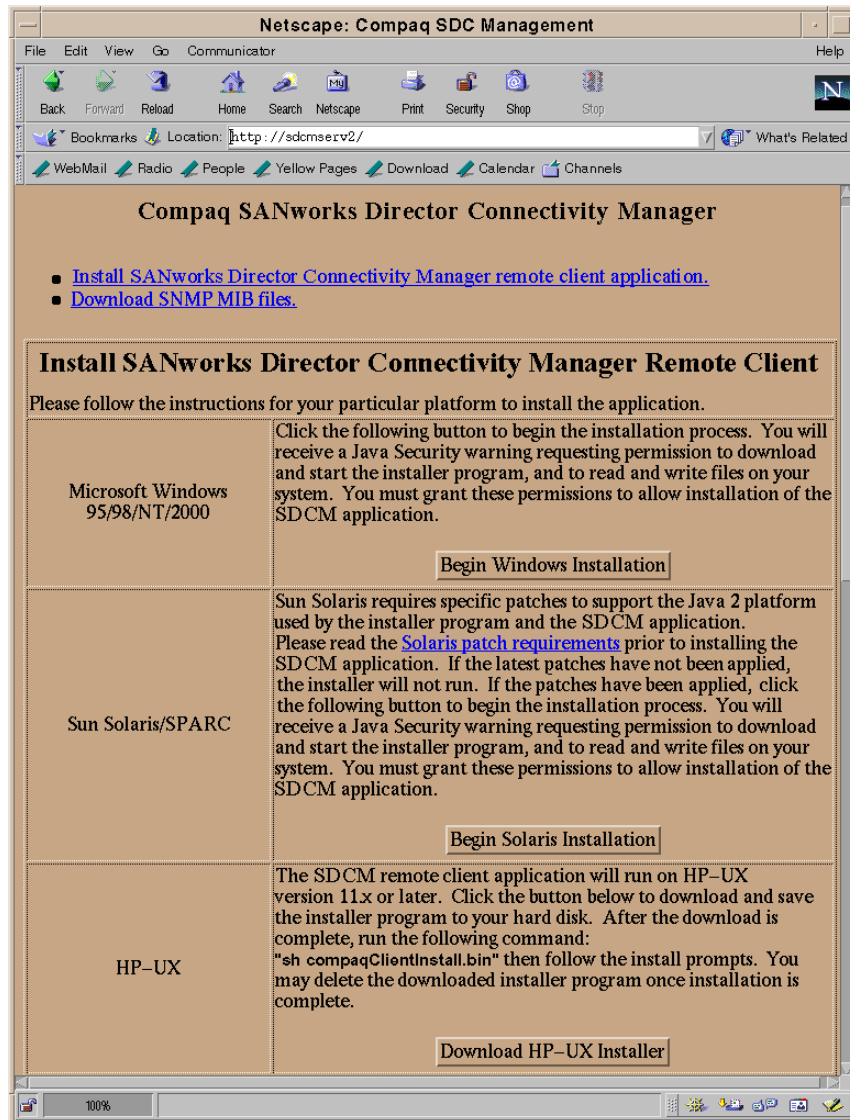 Netscape: Compaq SDC Management
File Edit View Go Communicator Help
Back Forward Reload Home Search Netscape Print Security Shop Stop
My
N
Bookmarks Location: http://sdcmserv2/ What's Related
WebMail Radio People Yellow Pages Download Calendar Channels
Compaq SANworks Director Connectivity Manager
Install SANworks Director Connectivity Manager remote client application.
Download SNMP MIB files.
Install SANworks Director Connectivity Manager Remote Client
Please follow the instructions for your particular platform to install the application.
Microsoft Windows
95/98/NT/2000
Click the following button to begin the installation process. You will
receive a Java Security warning requesting permission to download
and start the installer program, and to read and write files on your
system. You must grant these permissions to allow installation of the
SDCM application.
Begin Windows Installation
Sun Solaris/SPARC
Sun Solaris requires specific patches to support the Java 2 platform
used by the installer program and the SDCM application.
Please read the Solaris patch requirements prior to installing the
SDCM application. If the latest patches have not been applied,
the installer will not run. If the patches have been applied, click
the following button to begin the installation process. You will
receive a Java Security warning requesting permission to download
and start the installer program, and to read and write files on your
system. You must grant these permissions to allow installation of the
SDCM application.
Begin Solaris Installation
HP-UX
The SDCM remote client application will run on HP-UX
version 11.x or later. Click the button below to download and save
the installer program to your hard disk. After the download is
complete, run the following command:
"sh compaqClientInstall.bin" then follow the install prompts. You
may delete the downloaded installer program once installation is
complete.
Download HP-UX Installer
100%